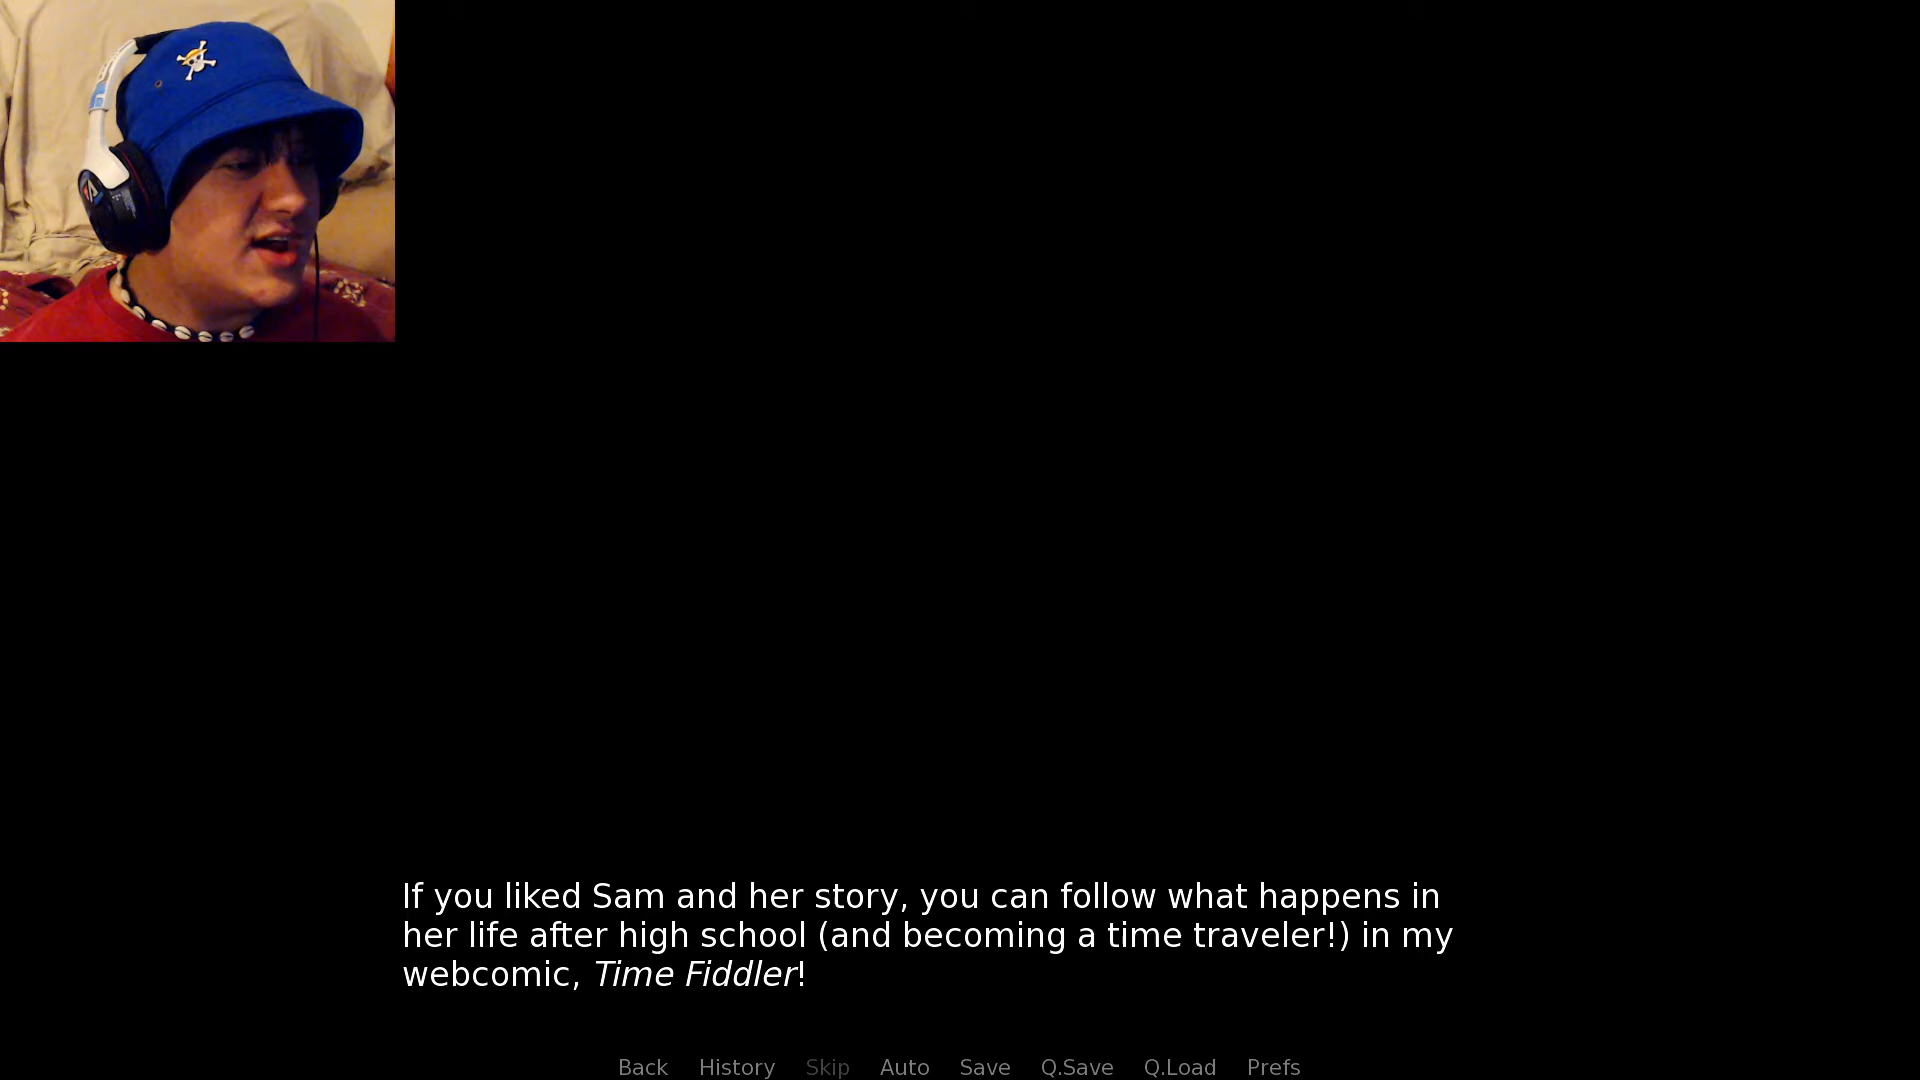 If you liked Sam and her story, you can follow what happens in
her life after high school (and becoming a time traveler!) in my
webcomic, Time Fiddler!
Back History Skip Auto Save Q.Save Q.Load Prefs